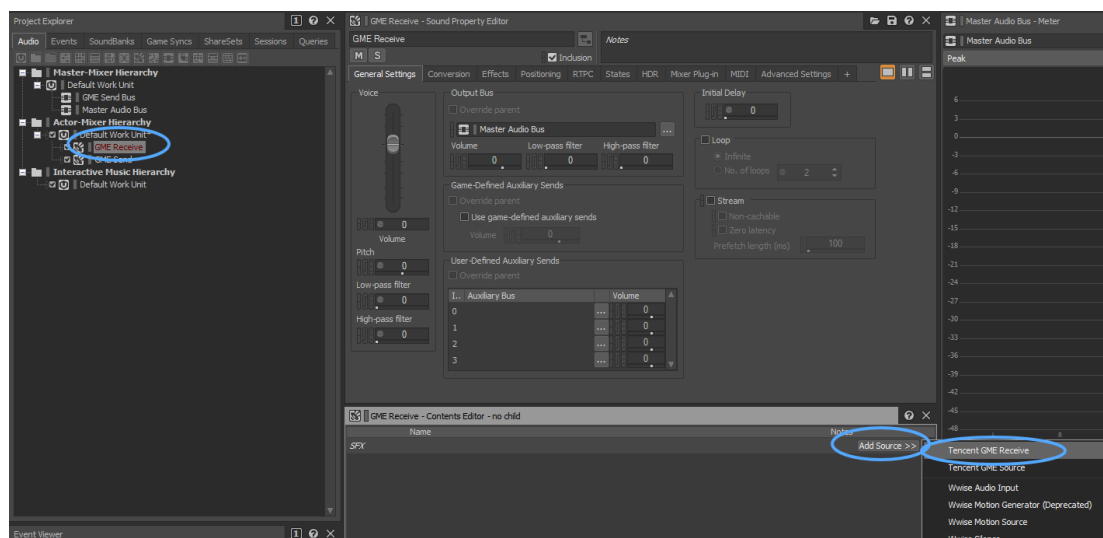 Project Explorer
Audio Events SoundBanks Game Syncs ShareSets Sessions Queries
Master-Mixer Hierarchy
Default Work Unit
GME Send Bus
Master Audio Bus
Actor-Mixer Hierarchy
Default Work Unit
GME Receive
GME Send
Interactive Music Hierarchy
Default Work Unit
Event Viewer
GME Receive - Sound Property Editor
GME Receive
Notes
M S
Inclusion
General Settings Conversion Effects Positioning RTPC States HDR Mixer Plug-in MIDI Advanced Settings +
Voice
0
Volume
Pitch
0
Low-pass filter
0
High-pass filter
0
Output Bus
Override parent
Master Audio Bus ...
Volume Low-pass filter High-pass filter
0 0 0
Game-Defined Auxiliary Sends
Override parent
Use game-defined auxiliary sends
Volume 0
User-Defined Auxiliary Sends
Override parent
I.. Auxiliary Bus Volume
0 ... 0
1 ... 0
2 ... 0
3 ... 0
Initial Delay
0
Loop
Infinite
No. of loops 2
Stream
Non-cachable
Zero latency
Prefetch length (ms) 100
GME Receive - Contents Editor - no child
Name Notes
SFX Add Source >>
Master Audio Bus - Meter
Master Audio Bus
Peak
6
3
0
-3
-6
-9
-12
-15
-18
-21
-24
-27
-30
-33
-36
-39
-42
-45
-48
Tencent GME Receive
Tencent GME Source
Wwise Audio Input
Wwise Motion Generator (Deprecated)
Wwise Motion Source
Wwise Silence